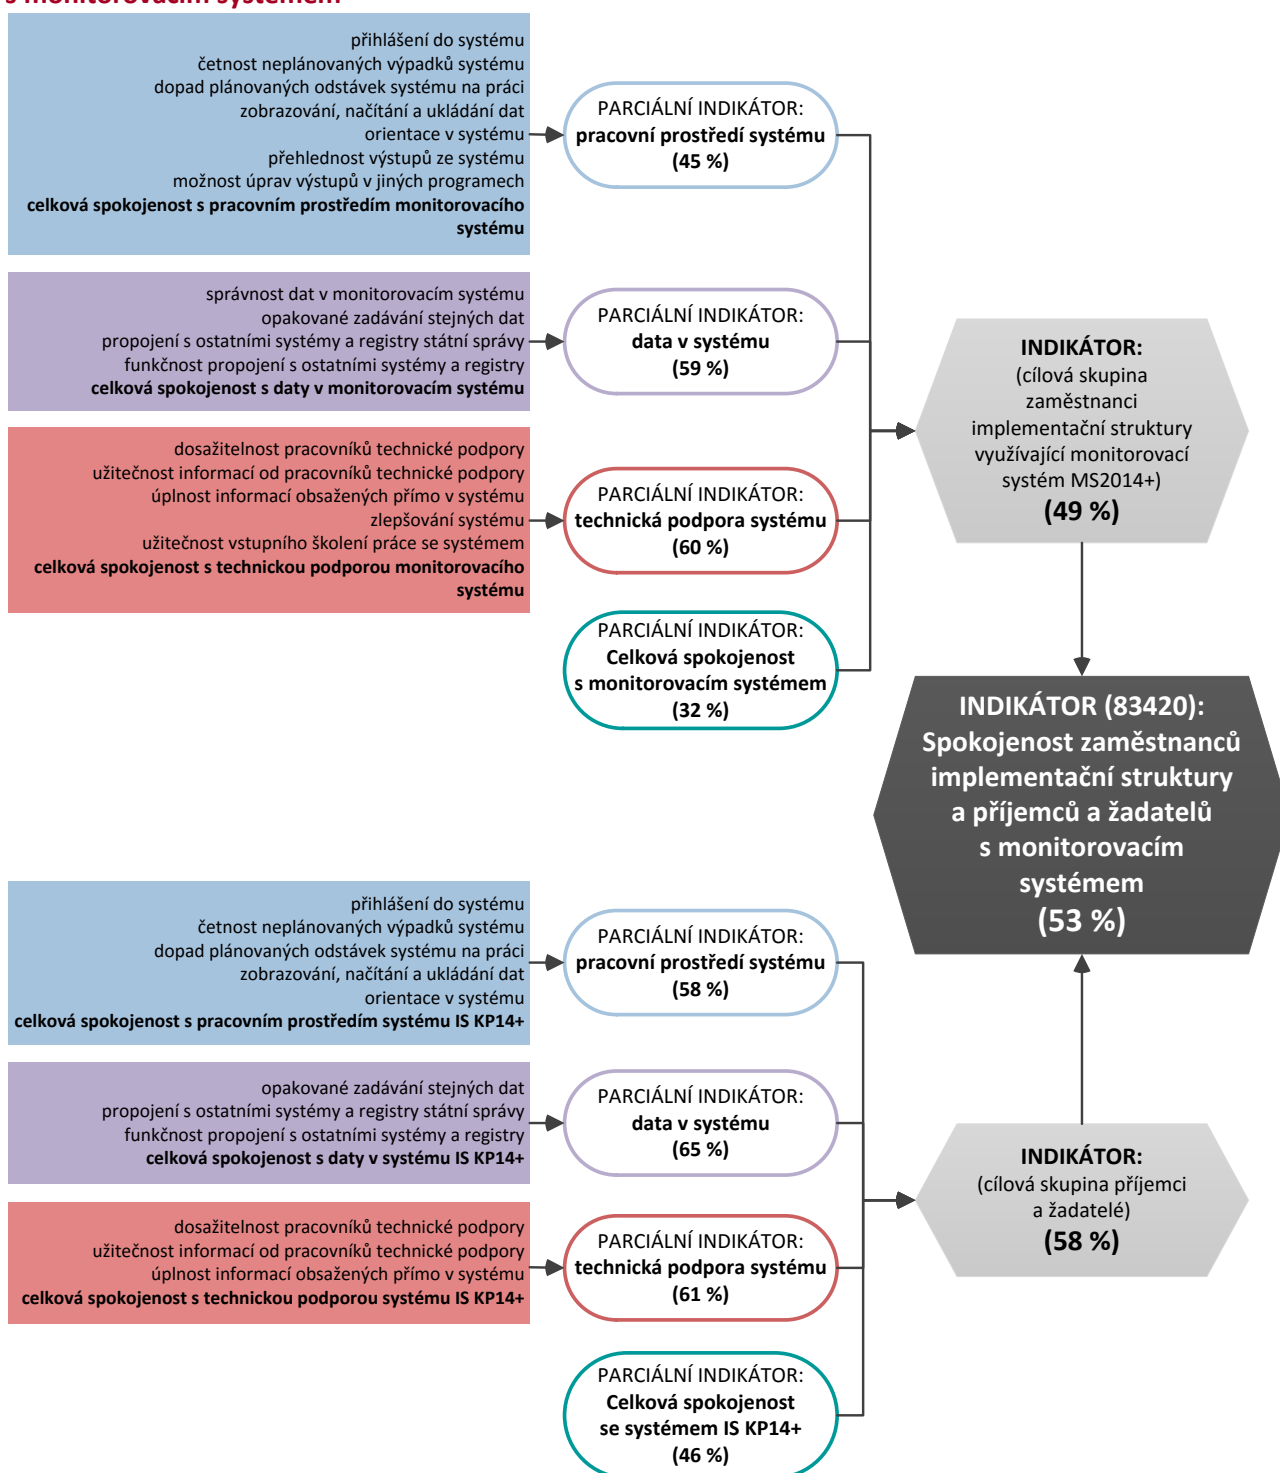 s monitorovacím systémem
přihlášení do systému
četnost neplánovaných výpadků systému
dopad plánovaných odstávek systému na práci
zobrazování, načítání a ukládání dat
orientace v systému
přehlednost výstupů ze systému
možnost úprav výstupů v jiných programech
celková spokojenost s pracovním prostředím monitorovacího
systému
PARCIÁLNÍ INDIKÁTOR:
pracovní prostředí systému
(45 %)
správnost dat v monitorovacím systému
opakované zadávání stejných dat
propojení s ostatními systémy a registry státní správy
funkčnost propojení s ostatními systémy a registry
celková spokojenost s daty v monitorovacím systému
PARCIÁLNÍ INDIKÁTOR:
data v systému
(59 %)
dosažitelnost pracovníků technické podpory
užitečnost informací od pracovníků technické podpory
úplnost informací obsažených přímo v systému
zlepšování systému
užitečnost vstupního školení práce se systémem
celková spokojenost s technickou podporou monitorovacího
systému
PARCIÁLNÍ INDIKÁTOR:
technická podpora systému
(60 %)
PARCIÁLNÍ INDIKÁTOR:
Celková spokojenost
s monitorovacím systémem
(32 %)
INDIKÁTOR:
(cílová skupina
zaměstnanci
implementační struktury
využívající monitorovací
systém MS2014+)
(49 %)
INDIKÁTOR (83420):
Spokojenost zaměstnanců
implementační struktury
a příjemců a žadatelů
s monitorovacím
systémem
(53 %)
přihlášení do systému
četnost neplánovaných výpadků systému
dopad plánovaných odstávek systému na práci
zobrazování, načítání a ukládání dat
orientace v systému
celková spokojenost s pracovním prostředím systému IS KP14+
PARCIÁLNÍ INDIKÁTOR:
pracovní prostředí systému
(58 %)
opakované zadávání stejných dat
propojení s ostatními systémy a registry státní správy
funkčnost propojení s ostatními systémy a registry
celková spokojenost s daty v systému IS KP14+
PARCIÁLNÍ INDIKÁTOR:
data v systému
(65 %)
dosažitelnost pracovníků technické podpory
užitečnost informací od pracovníků technické podpory
úplnost informací obsažených přímo v systému
celková spokojenost s technickou podporou systému IS KP14+
PARCIÁLNÍ INDIKÁTOR:
technická podpora systému
(61 %)
PARCIÁLNÍ INDIKÁTOR:
Celková spokojenost
se systémem IS KP14+
(46 %)
INDIKÁTOR:
(cílová skupina příjemci
a žadatelé)
(58 %)